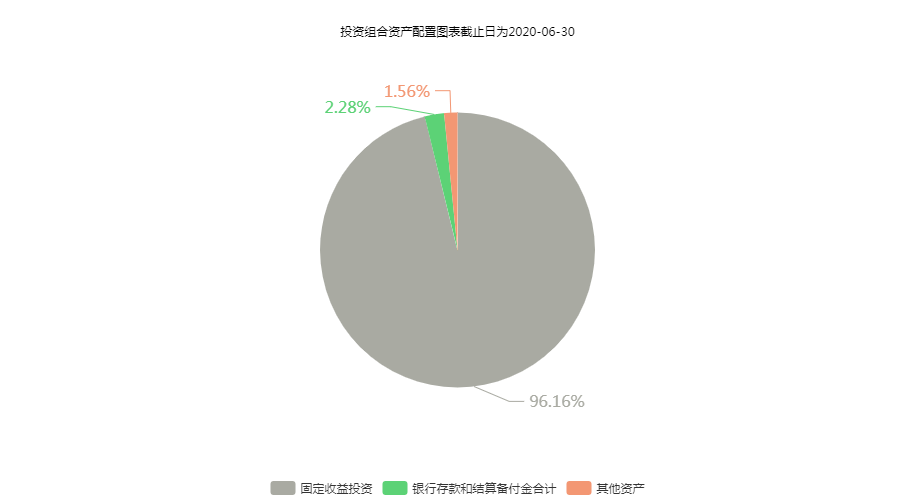 投资组合资产配置图表截止日为2020-06-30
1.56%
2.28%
96.16%
固定收益投资 银行存款和结算备付金合计 其他资产